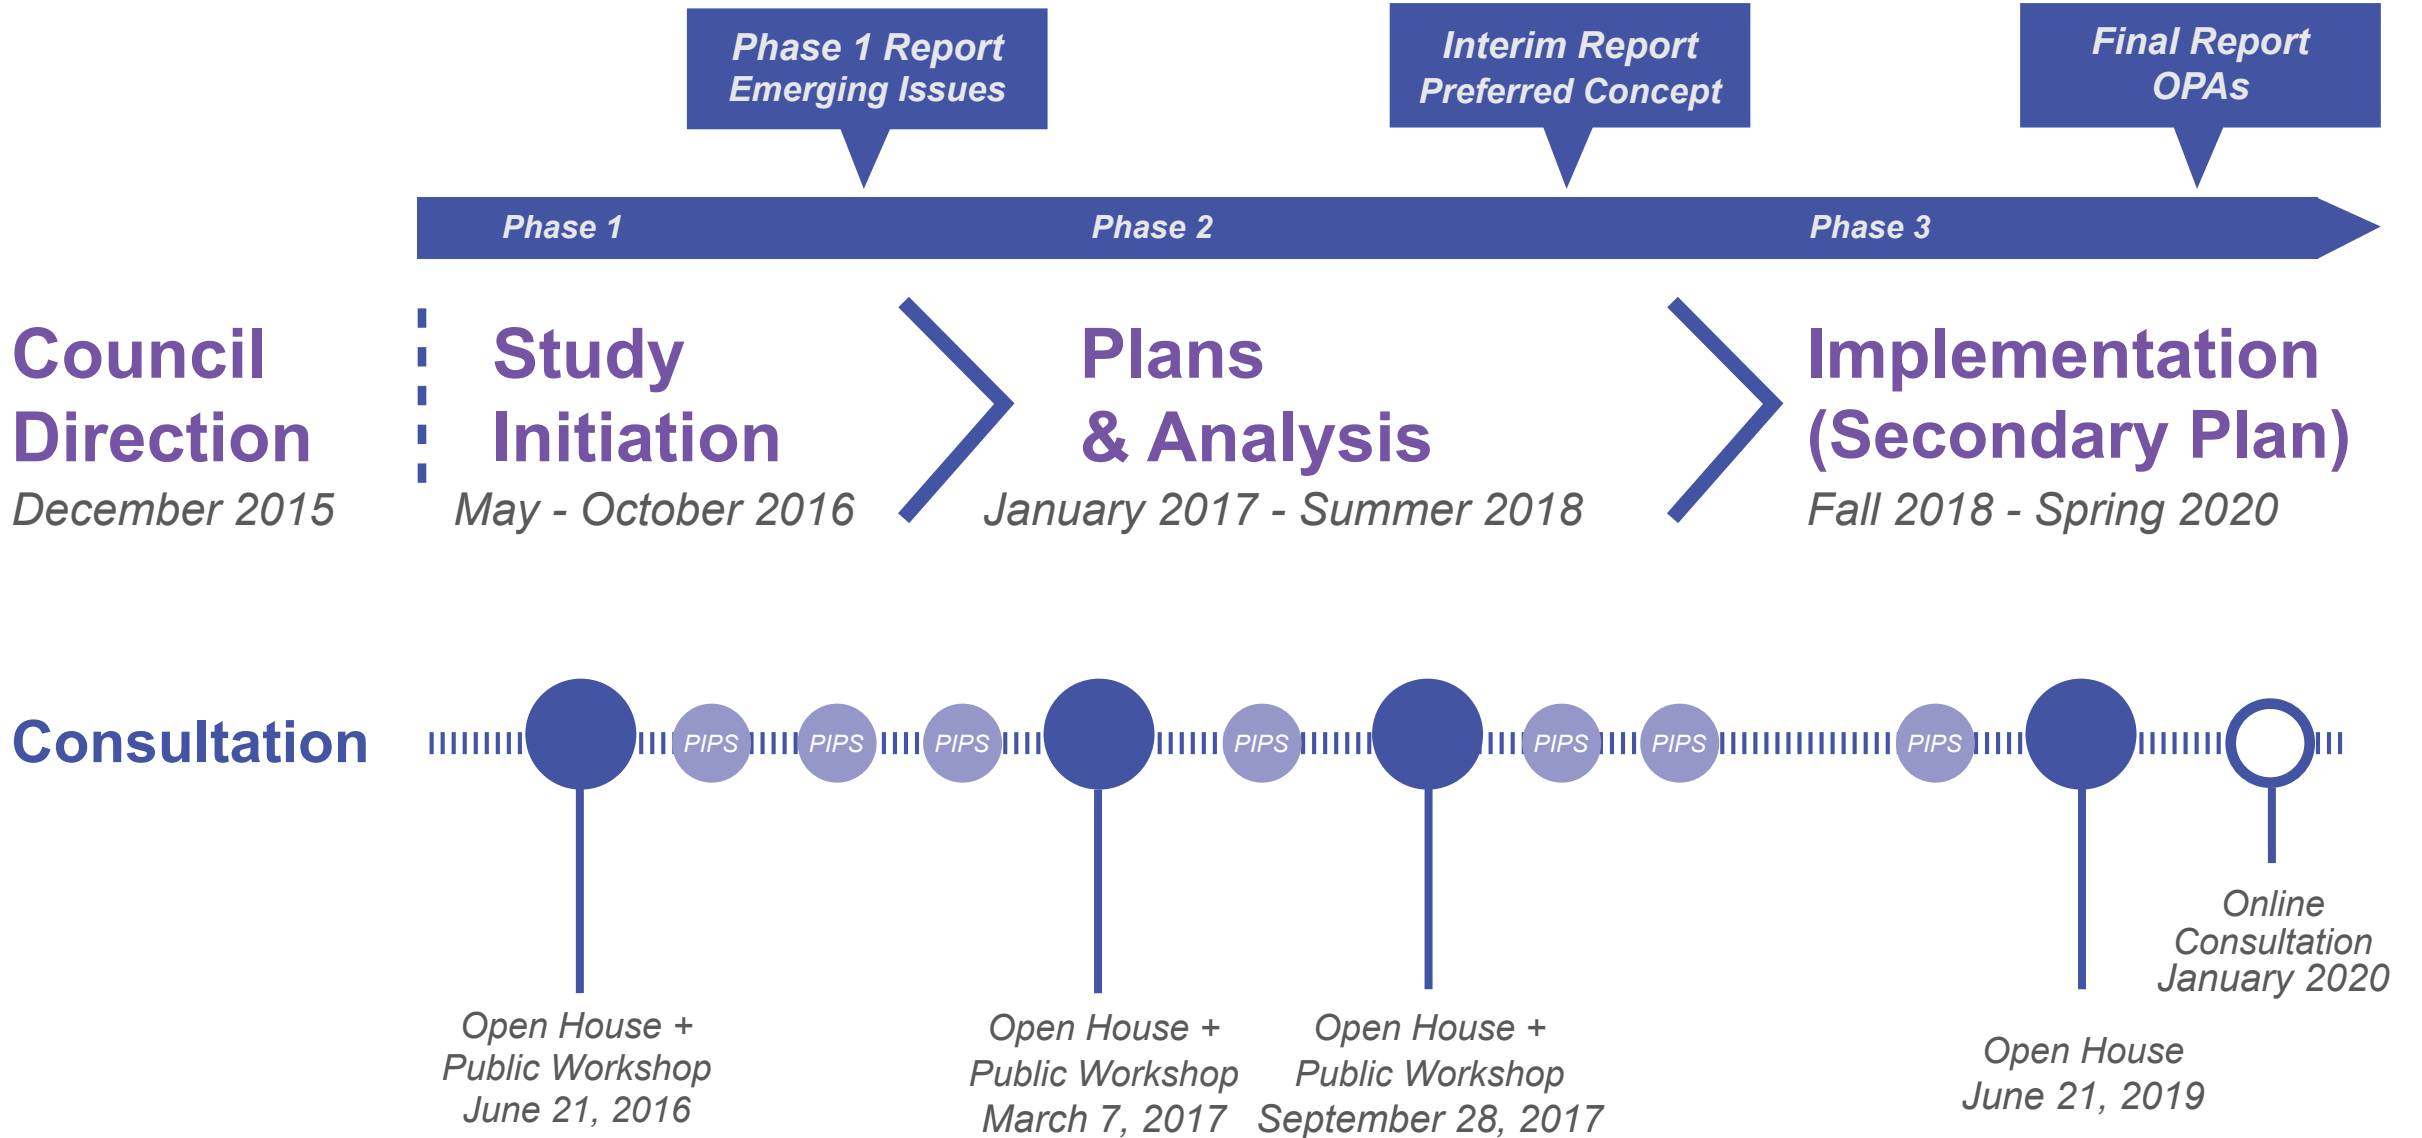 Phase 1 Report
Emerging Issues
Interim Report
Preferred Concept
Final Report
OPAs
Phase 1
Phase 2
Phase 3
Council
Direction
December 2015
Study
Initiation
May - October 2016
Plans
& Analysis
January 2017 - Summer 2018
Implementation
(Secondary Plan)
Fall 2018 - Spring 2020
Consultation
PIPS
PIPS
PIPS
PIPS
PIPS
PIPS
PIPS
Open House +
Public Workshop
June 21, 2016
Open House +
Public Workshop
March 7, 2017
Open House +
Public Workshop
September 28, 2017
Open House
June 21, 2019
Online
Consultation
January 2020